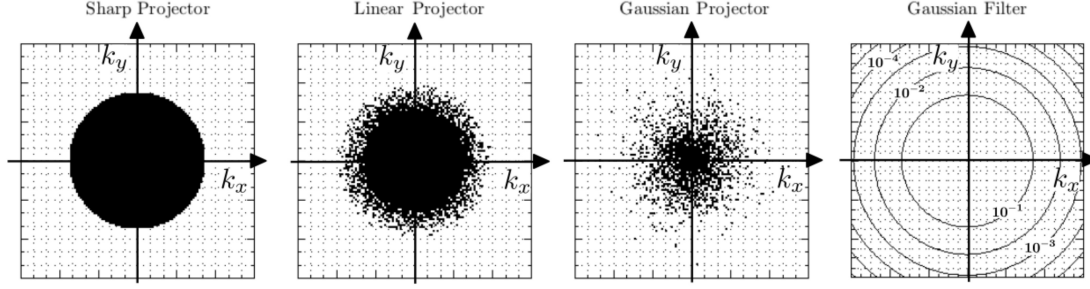 Sharp Projector
k_y
k_x
Linear Projector
k_y
k_x
Gaussian Projector
k_y
k_x
Gaussian Filter
10⁻⁴
k_y
10⁻²
k_x
10⁻¹
10⁻³